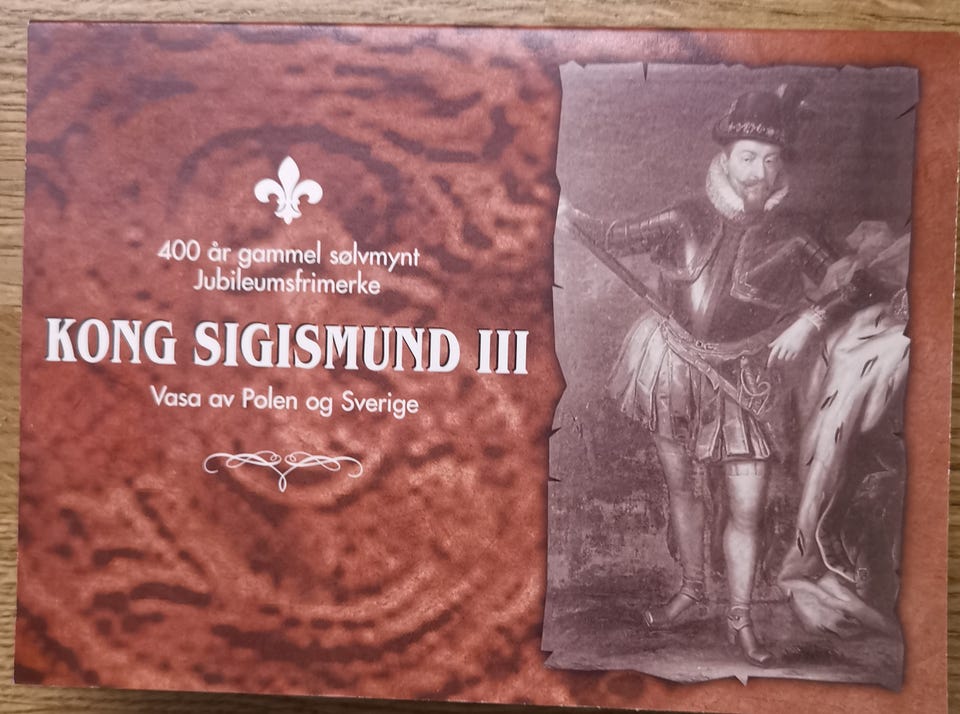 400 år gammel sølvmynt
Jubileumsfrimerke
KONG SIGISMUND III
Vasa av Polen og Sverige